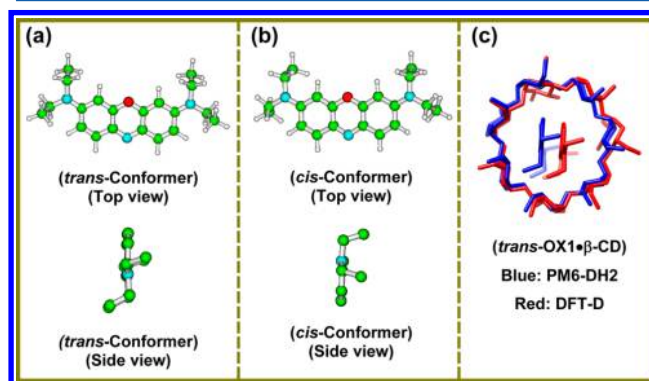 (a)
(trans-Conformer)
(Top view)
(trans-Conformer)
(Side view)
(b)
(cis-Conformer)
(Top view)
(cis-Conformer)
(Side view)
(c)
(trans-OX1•β-CD)
Blue: PM6-DH2
Red: DFT-D